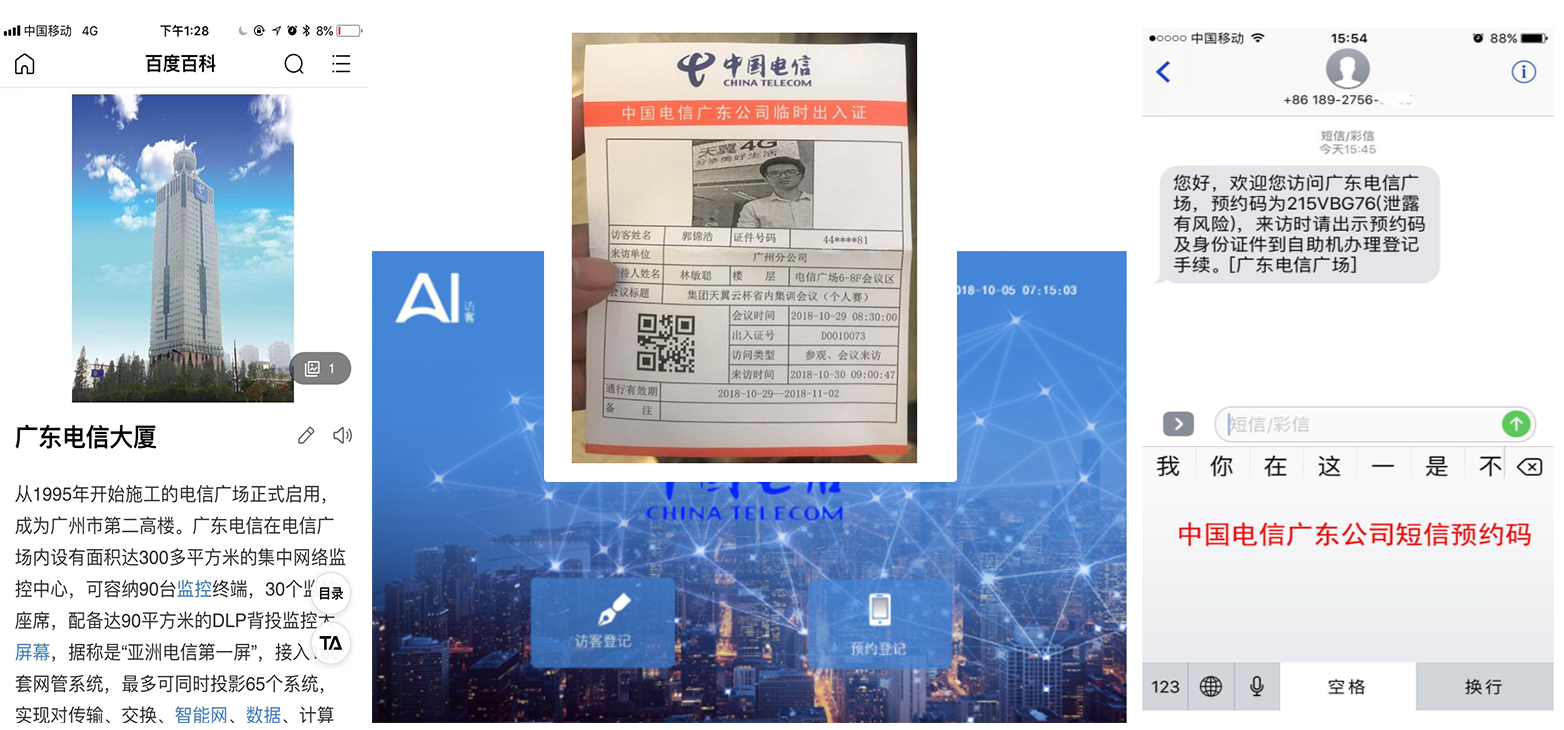 中国移动 4G 下午1:28 8%
百度百科
1
广东电信大厦
从1995年开始施工的电信广场正式启用，
成为广州市第二高楼。广东电信在电信广
场内设有面积达300多平方米的集中网络监
控中心，可容纳90台监控终端，30个监
座席，配备达90平方米的DLP背投监控大
屏幕，据称是“亚洲电信第一屏”，接入
套网管系统，最多可同时投影65个系统，
实现对传输、交换、智能网、数据、计算
目录
TA
AI 访客
018-10-05 07:15:03
中国电信
CHINA TELECOM
访客登记
预约登记
中国电信
CHINA TELECOM
中国电信广东公司临时出入证
天翼4G
访客姓名 郭锦浩 证件号码 44****81
来访单位 广州分公司
待人姓名 林敏聪 楼 层 电信广场6-8F会议区
会议标题 集团天翼云杯省内集训会议（个人赛）
会议时间 2018-10-29 08:30:00
出入证号 D0010073
访问类型 参观、会议来访
来访时间 2018-10-30 09:00:47
通行有效期 2018-10-29--2018-11-02
备 注
中国移动 15:54 88%
+86 189-2756-
短信/彩信
今天15:45
您好，欢迎您访问广东电信广
场，预约码为215VBG76(泄露
有风险)，来访时请出示预约码
及身份证件到自助机办理登记
手续。[广东电信广场]
短信/彩信
我 你 在 这 一 是 不
中国电信广东公司短信预约码
123 空格 换行